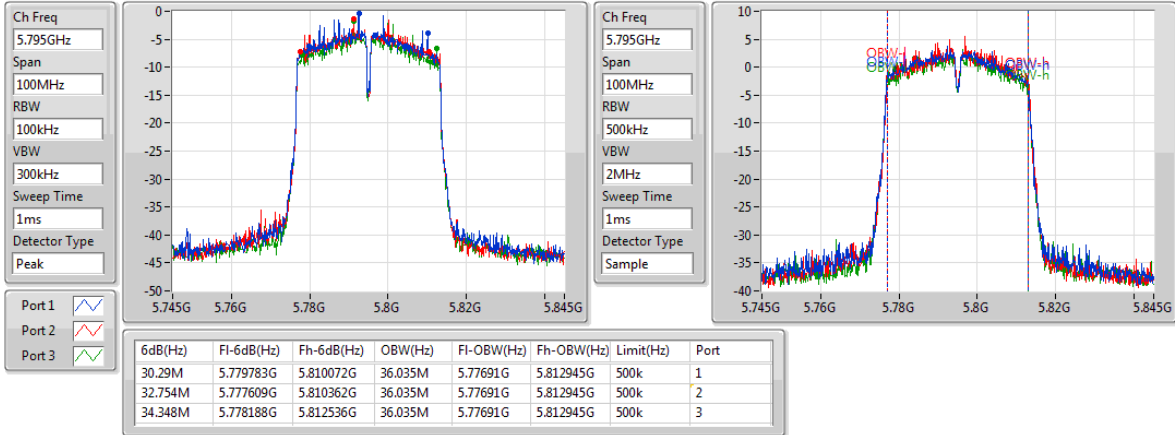 Ch Freq
5.795GHz
Span
100MHz
RBW
100kHz
VBW
300kHz
Sweep Time
1ms
Detector Type
Peak
Port 1
Port 2
Port 3
0
-5
-10
-15
-20
-25
-30
-35
-40
-45
-50
5.745G 5.76G 5.78G 5.8G 5.82G 5.845G
Ch Freq
5.795GHz
Span
100MHz
RBW
500kHz
VBW
2MHz
Sweep Time
1ms
Detector Type
Sample
10
5
0
-5
-10
-15
-20
-25
-30
-35
-40
OBW-l OBW-h
5.745G 5.76G 5.78G 5.8G 5.82G 5.845G
6dB(Hz) Fl-6dB(Hz) Fh-6dB(Hz) OBW(Hz) Fl-OBW(Hz) Fh-OBW(Hz) Limit(Hz) Port
30.29M 5.779783G 5.810072G 36.035M 5.77691G 5.812945G 500k 1
32.754M 5.777609G 5.810362G 36.035M 5.77691G 5.812945G 500k 2
34.348M 5.778188G 5.812536G 36.035M 5.77691G 5.812945G 500k 3